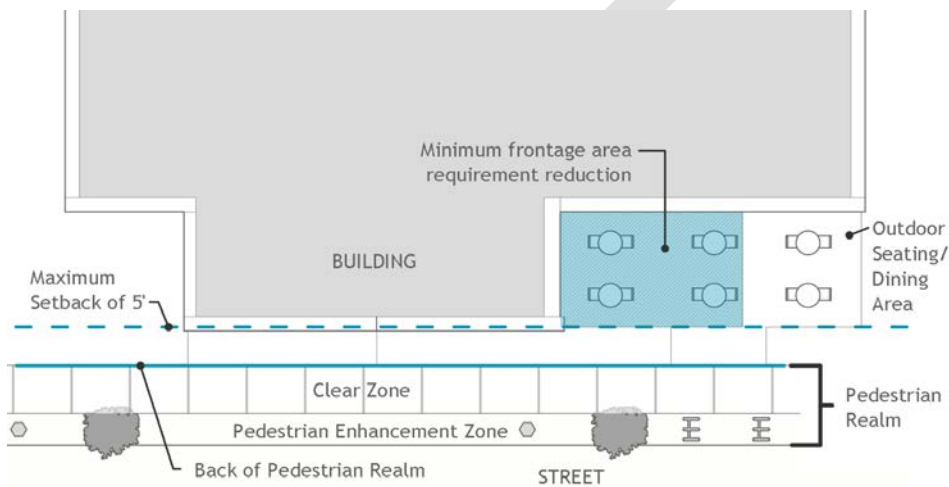 Minimum frontage area
requirement reduction
Outdoor
Seating/
Dining
Area
BUILDING
Maximum
Setback of 5'
Clear Zone
Pedestrian
Realm
Pedestrian Enhancement Zone
Back of Pedestrian Realm
STREET